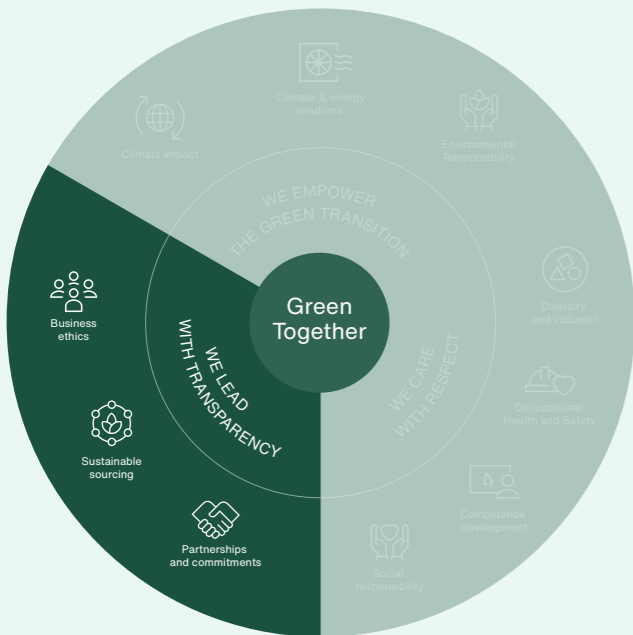 Climate & energy
solutions
Climate impact
Environmental
Responsibility
WE EMPOWER
THE GREEN TRANSITION
Green
Together
Business
ethics
Sustainable
sourcing
Partnerships
and commitments
WE LEAD
WITH TRANSPARENCY
Diversity
and inclusion
Occupational
Health and Safety
Competence
development
Social
responsibility
WE CARE
WITH RESPECT